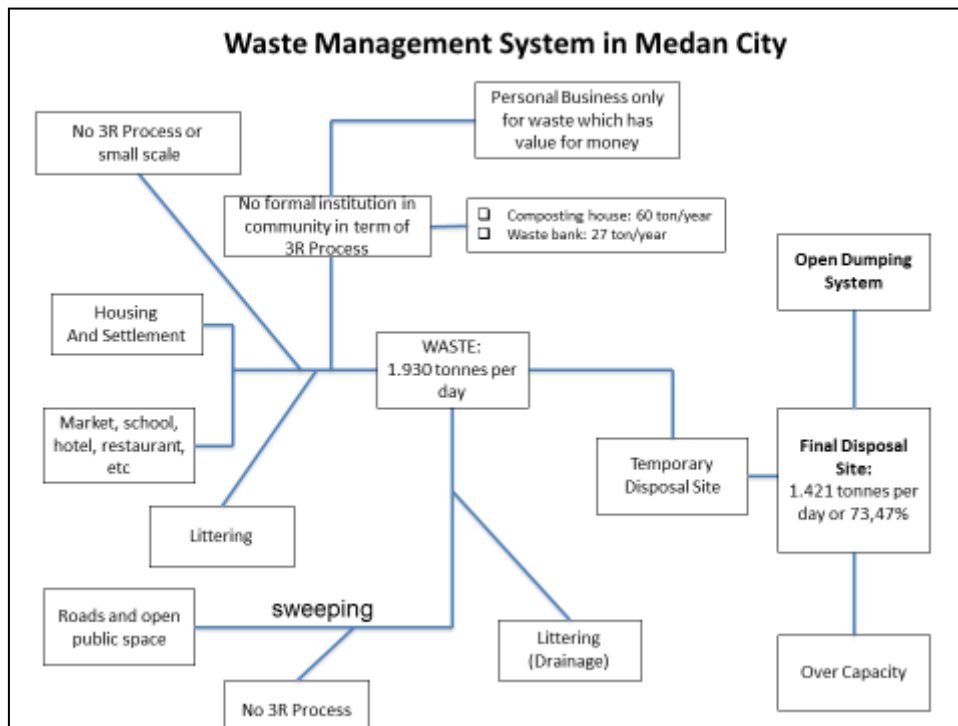 Waste Management System in Medan City
Personal Business only
for waste which has
value for money
No 3R Process or
small scale
No formal institution in
community in term of
3R Process
Composting house: 60 ton/year
Waste bank: 27 ton/year
Open Dumping
System
Housing
And Settlement
WASTE:
1.930 tonnes per
day
Market, school,
hotel, restaurant,
etc
Temporary
Disposal Site
Final Disposal
Site:
1.421 tonnes per
day or 73,47%
Littering
Roads and open
public space
sweeping
Littering
(Drainage)
Over Capacity
No 3R Process